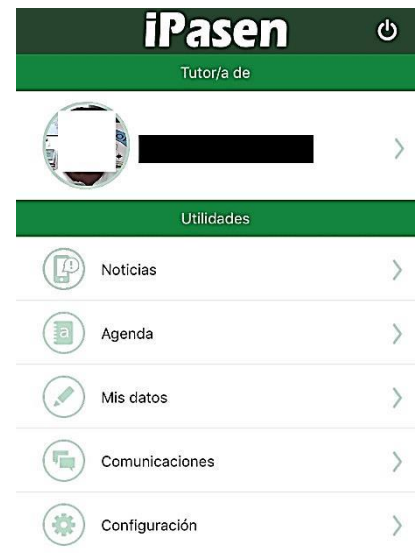 iPasen
Tutor/a de
Utilidades
Noticias
Agenda
Mis datos
Comunicaciones
Configuración